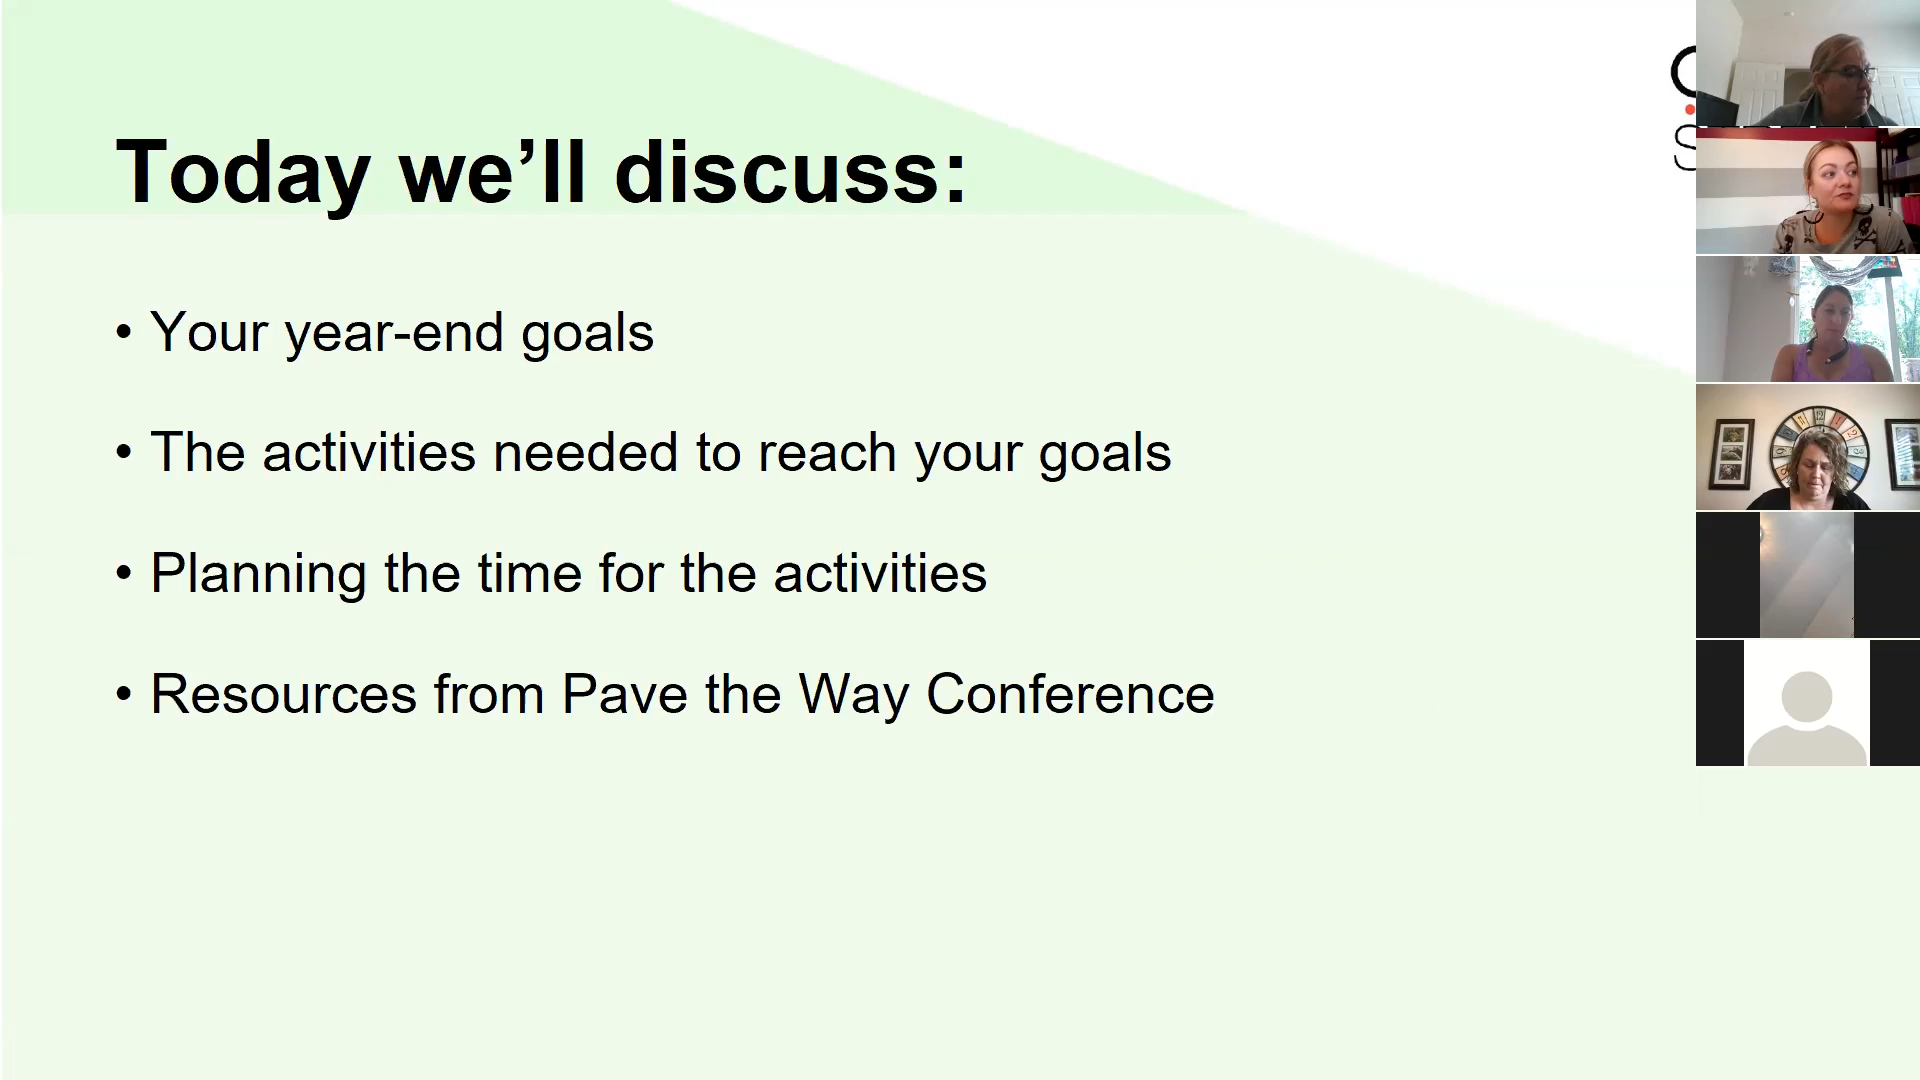 Today we’ll discuss:
• Your year-end goals
• The activities needed to reach your goals
• Planning the time for the activities
• Resources from Pave the Way Conference